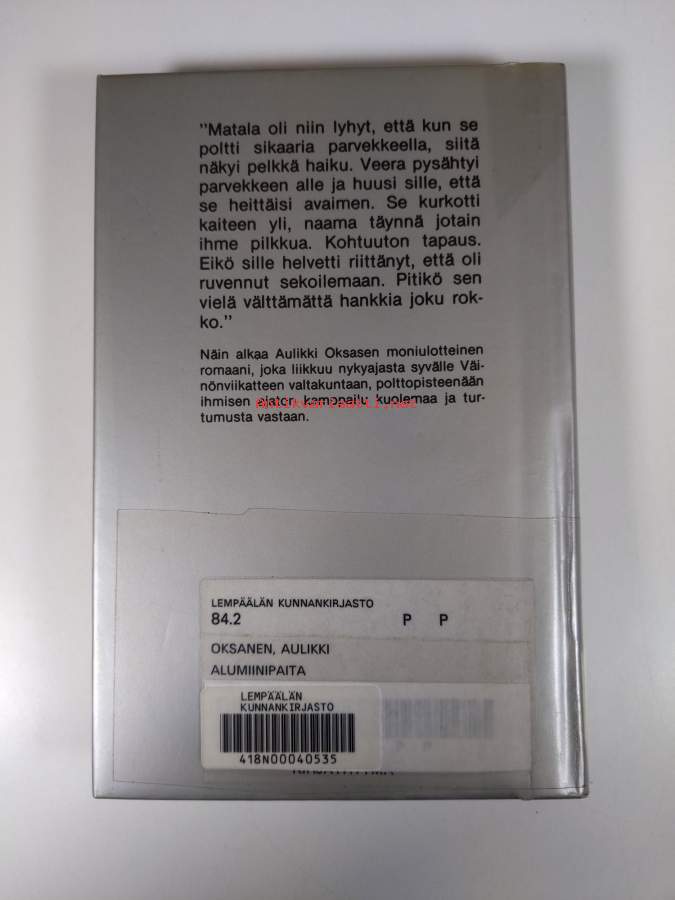 "Matala oli niin lyhyt, että kun se
poltti sikaaria parvekkeella, siitä
näkyi pelkkä haiku. Veera pysähtyi
parvekkeen alle ja huusi sille, että
se heittäisi avaimen. Se kurkotti
kaiteen yli, naama täynnä jotain
ihme pilkkua. Kohtuuton tapaus.
Eikö sille helvetti riittänyt, että oli
ruvennut sekoilemaan. Pitikö sen
vielä välttämättä hankkia joku rok-
ko."
Näin alkaa Aulikki Oksasen moniulotteinen
romaani, joka liikkuu nykyajasta syvälle Väi-
nönviikatteen valtakuntaan, polttopisteenään
ihmisen kamppailu kuolemaa ja tur-
tumusta vastaan.
Antikvariaatti.net
LEMPÄÄLÄN KUNNANKIRJASTO
84.2 P P
OKSANEN, AULIKKI
ALUMIINIPAITA
LEMPÄÄLÄN
KUNNANKIRJASTO
418N00040535